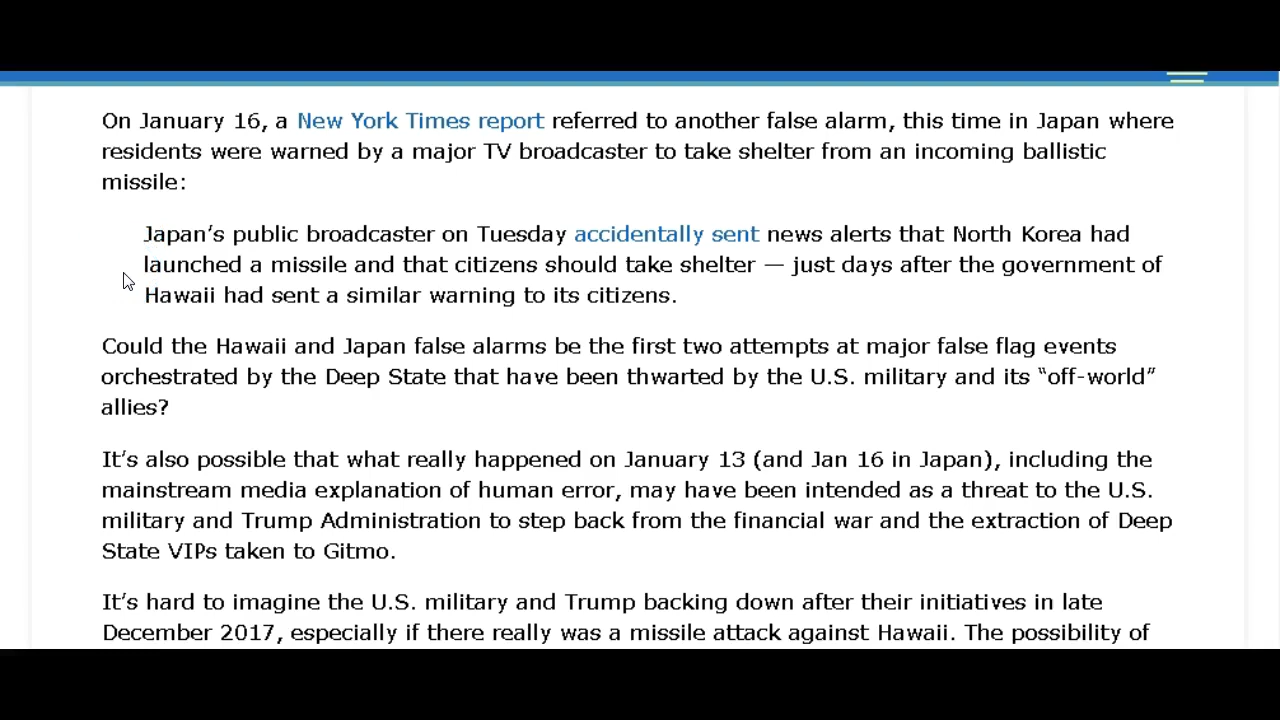 On January 16, a New York Times report referred to another false alarm, this time in Japan where
residents were warned by a major TV broadcaster to take shelter from an incoming ballistic
missile:
Japan’s public broadcaster on Tuesday accidentally sent news alerts that North Korea had
launched a missile and that citizens should take shelter — just days after the government of
Hawaii had sent a similar warning to its citizens.
Could the Hawaii and Japan false alarms be the first two attempts at major false flag events
orchestrated by the Deep State that have been thwarted by the U.S. military and its “off-world”
allies?
It’s also possible that what really happened on January 13 (and Jan 16 in Japan), including the
mainstream media explanation of human error, may have been intended as a threat to the U.S.
military and Trump Administration to step back from the financial war and the extraction of Deep
State VIPs taken to Gitmo.
It’s hard to imagine the U.S. military and Trump backing down after their initiatives in late
December 2017, especially if there really was a missile attack against Hawaii. The possibility of